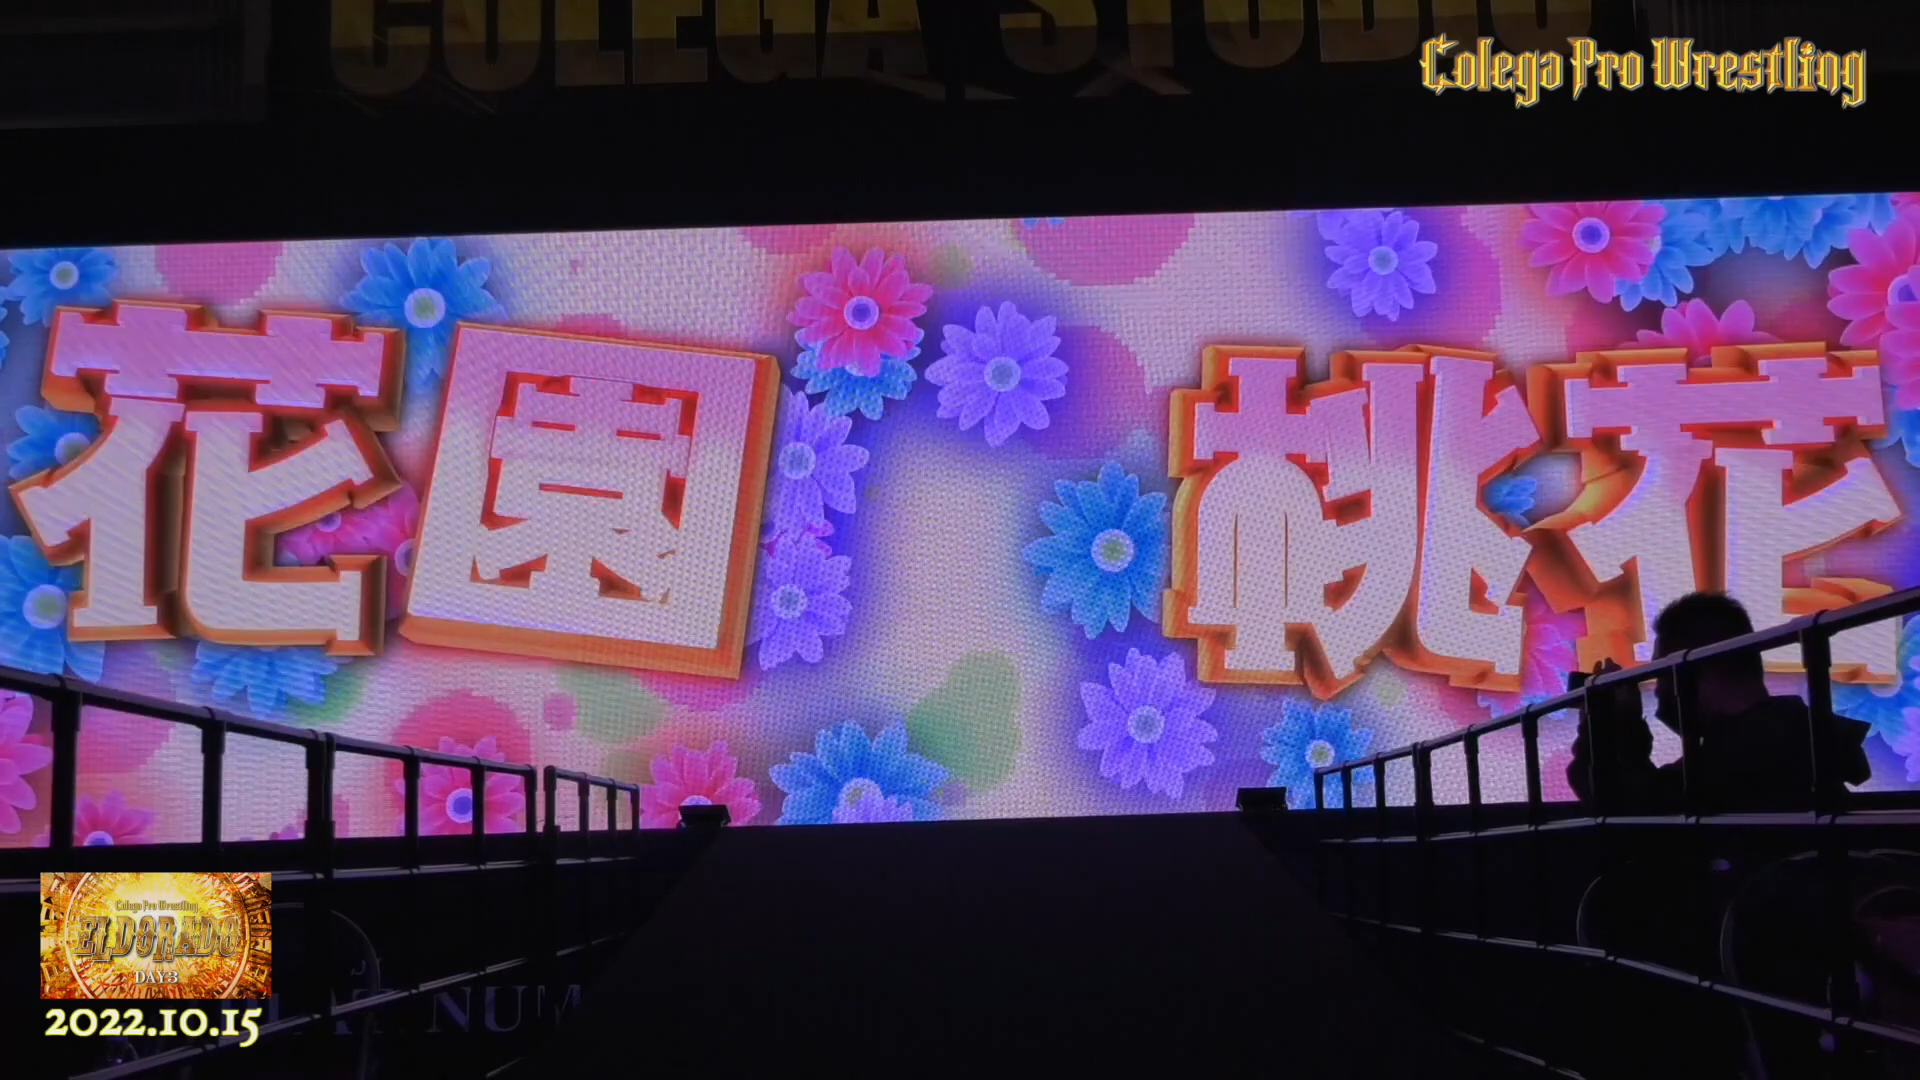 COLEGA STUDIO
Colega Pro Wrestling
花園 桃花
Colega Pro Wrestling
ELDORADO
DAY3
2022.10.15